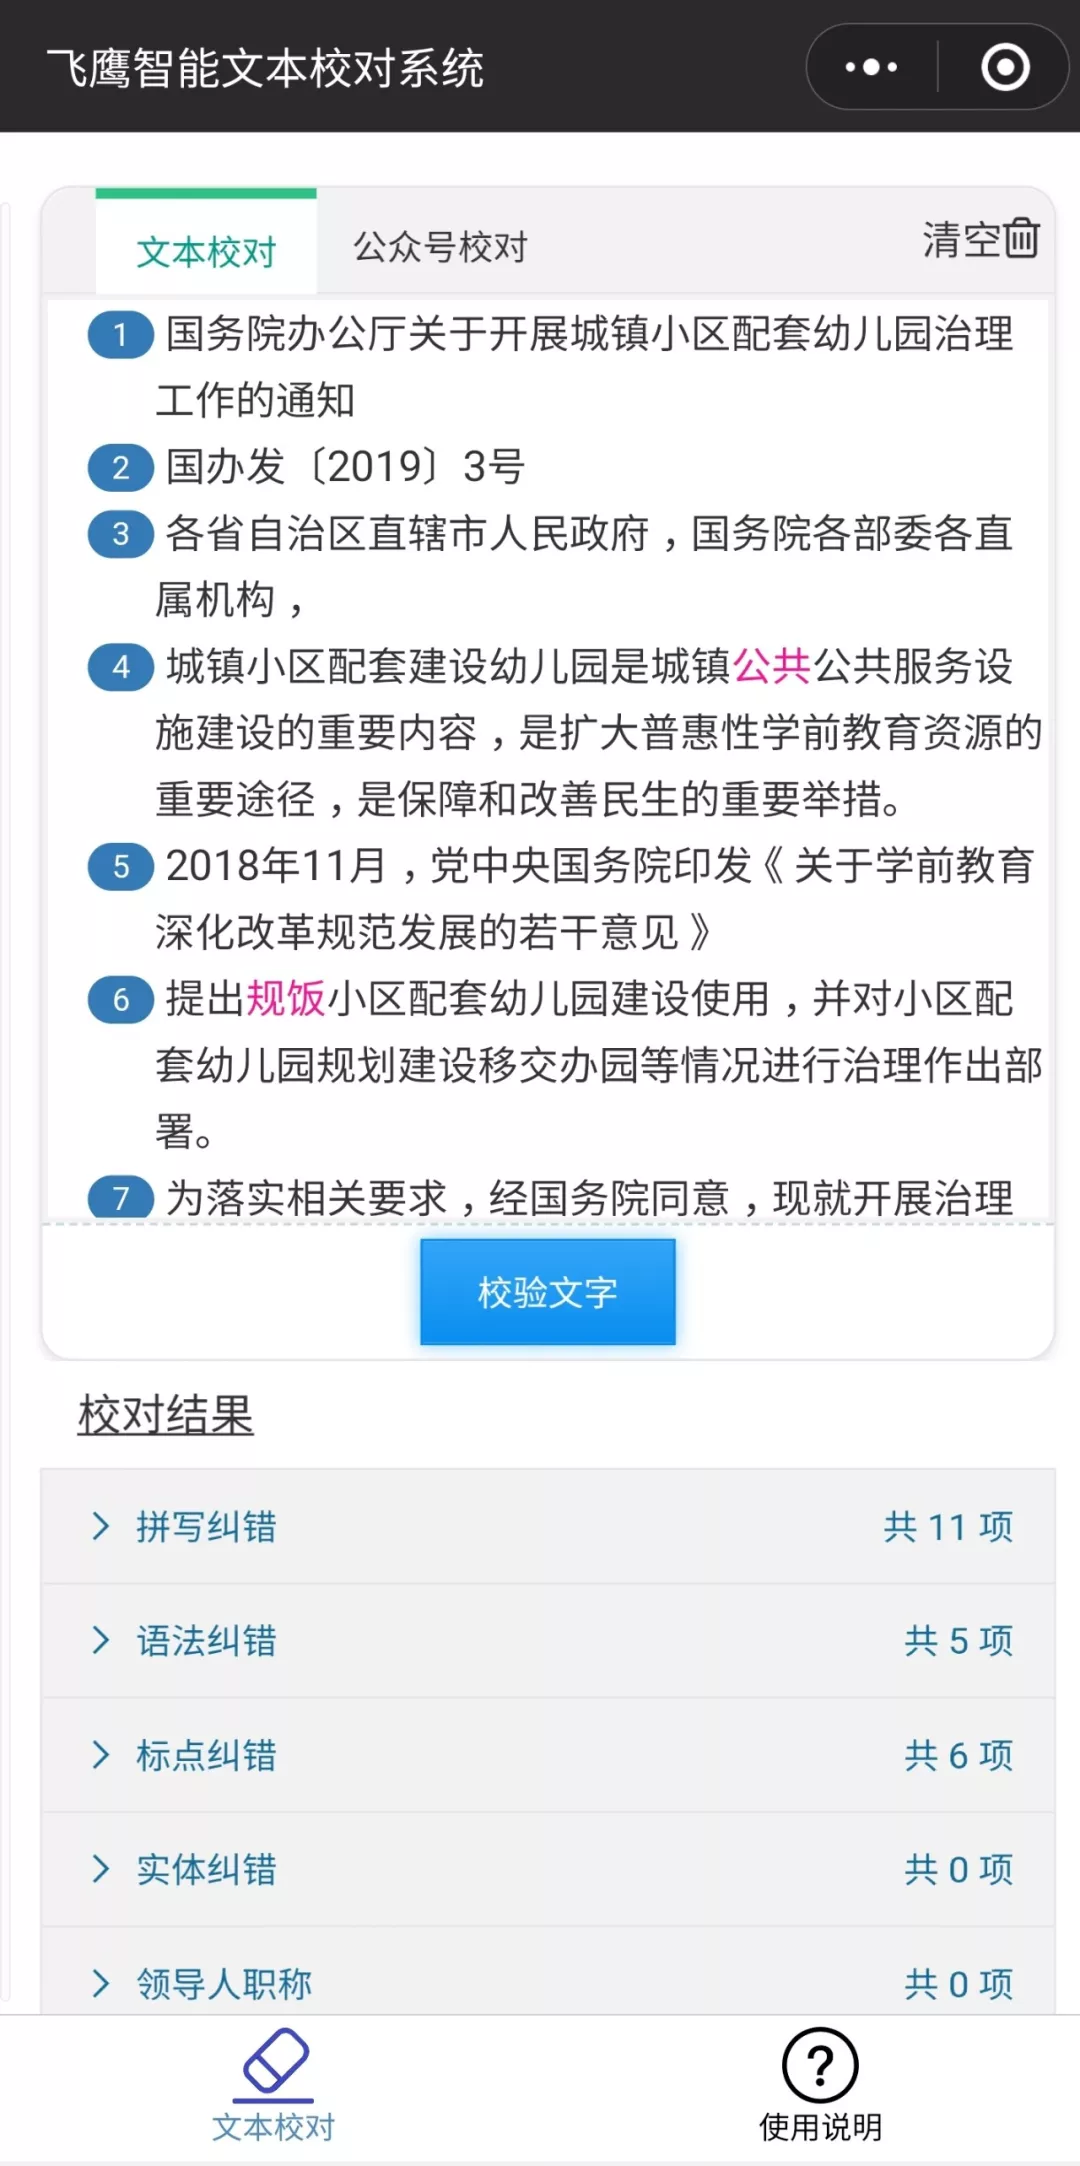 飞鹰智能文本校对系统
文本校对
公众号校对
清空
1 国务院办公厅关于开展城镇小区配套幼儿园治理
工作的通知
2 国办发〔2019〕3号
3 各省自治区直辖市人民政府，国务院各部委各直
属机构，
4 城镇小区配套建设幼儿园是城镇公共公共服务设
施建设的重要内容，是扩大普惠性学前教育资源的
重要途径，是保障和改善民生的重要举措。
5 2018年11月，党中央国务院印发《关于学前教育
深化改革规范发展的若干意见》
6 提出规饭小区配套幼儿园建设使用，并对小区配
套幼儿园规划建设移交办园等情况进行治理作出部
署。
7 为落实相关要求，经国务院同意，现就开展治理
校验文字
校对结果
拼写纠错 共 11 项
语法纠错 共 5 项
标点纠错 共 6 项
实体纠错 共 0 项
领导人职称 共 0 项
文本校对
使用说明